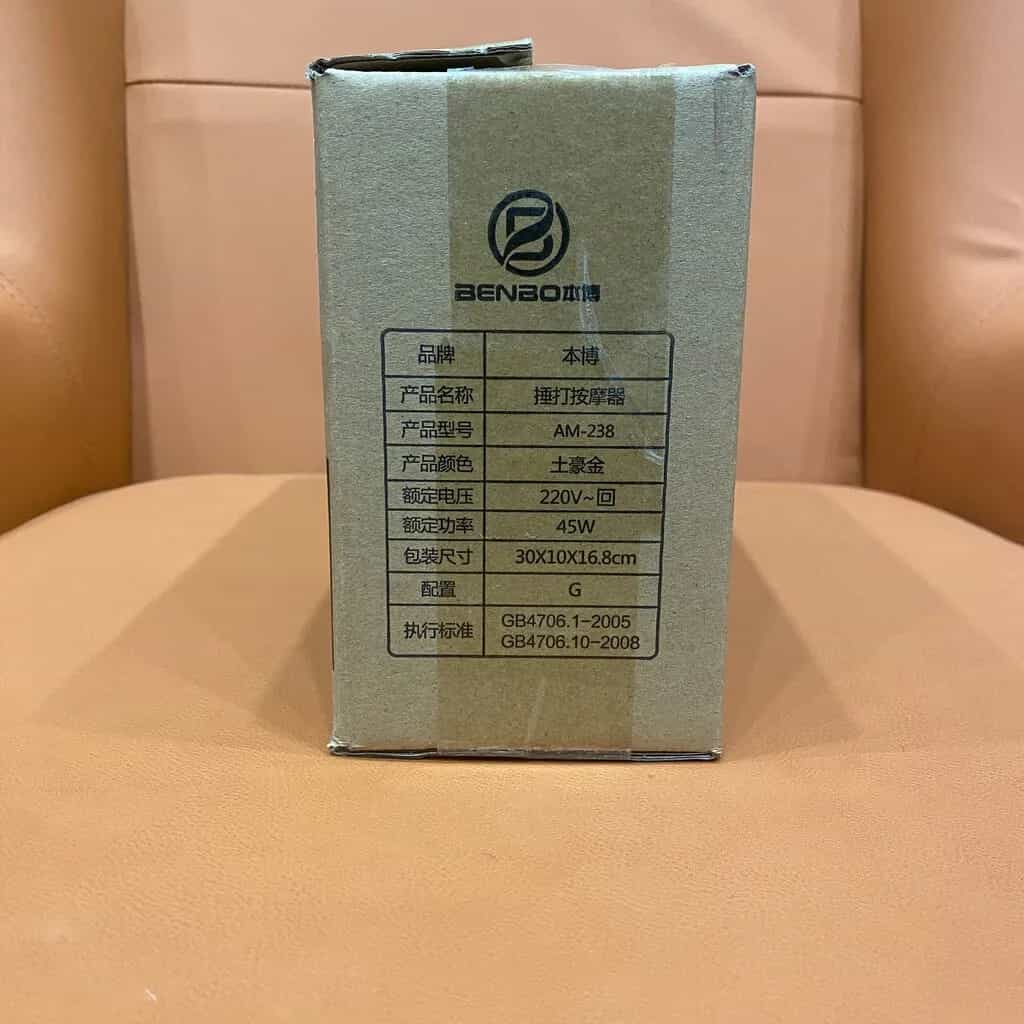 BENBO本博
品牌 本博
产品名称 捶打按摩器
产品型号 AM-238
产品颜色 土豪金
额定电压 220V~回
额定功率 45W
包装尺寸 30X10X16.8cm
配置 G
执行标准 GB4706.1-2005
GB4706.10-2008